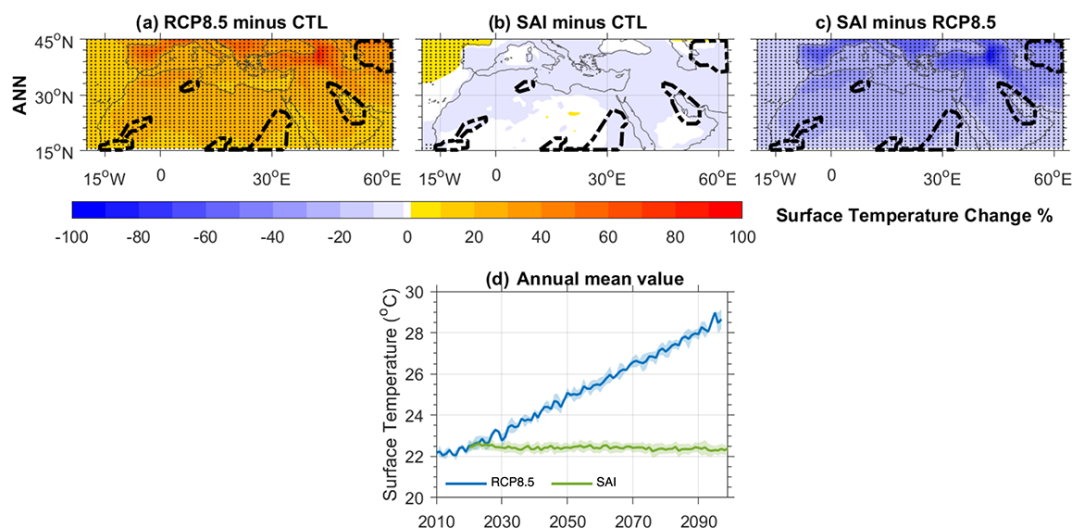 (a) RCP8.5 minus CTL
(b) SAI minus CTL
c) SAI minus RCP8.5
ANN
45°N
30°N
15°N
15°W 0 30°E 60°E
15°W 0 30°E 60°E
15°W 0 30°E 60°E
-100 -80 -60 -40 -20 0 20 40 60 80 100
Surface Temperature Change %
(d) Annual mean value
Surface Temperature (°C)
30
28
26
24
22
20
RCP8.5 SAI
2010 2030 2050 2070 2090